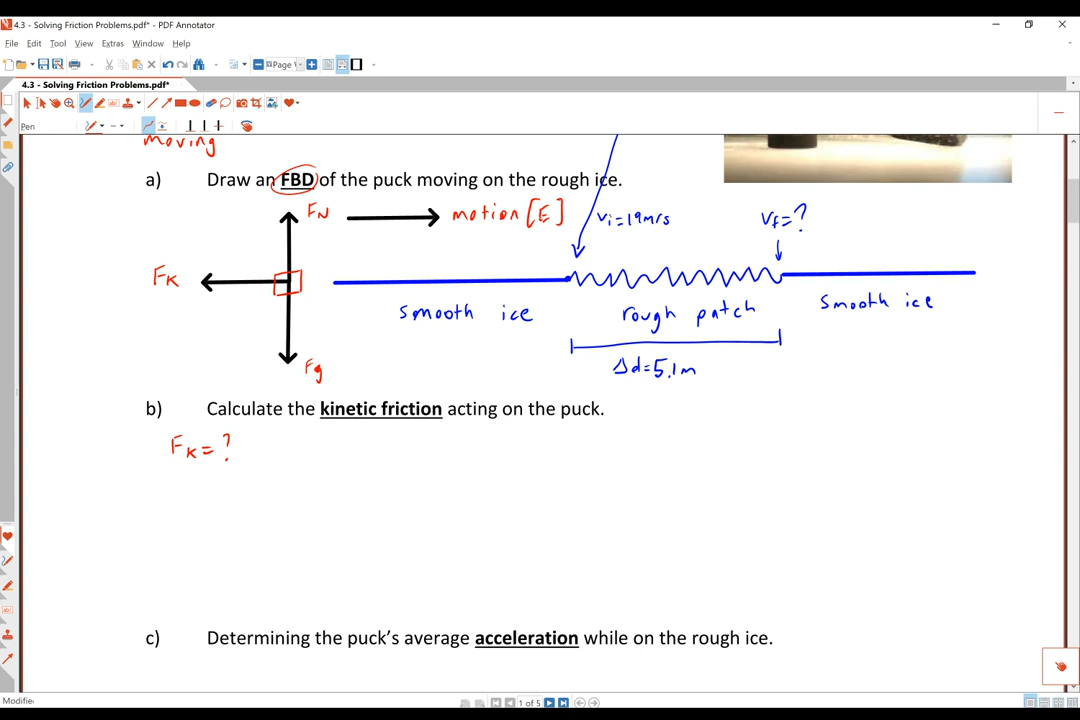 4.3 - Solving Friction Problems.pdf* - PDF Annotator
File Edit Tool View Extras Window Help
Page
4.3 - Solving Friction Problems.pdf*
Pen
moving
a) Draw an FBD of the puck moving on the rough ice.
FN motion [E] vi=19m/s vf=?
FK
smooth ice rough patch smooth ice
Fg Δd=5.1m
b) Calculate the kinetic friction acting on the puck.
FK=?
c) Determining the puck's average acceleration while on the rough ice.
Modified
1 of 5